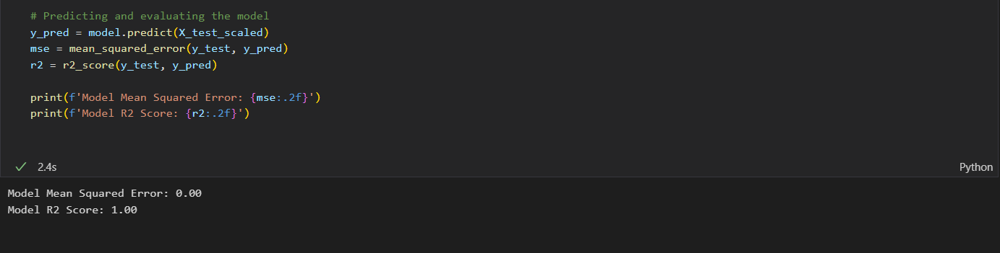 # Predicting and evaluating the model
y_pred = model.predict(X_test_scaled)
mse = mean_squared_error(y_test, y_pred)
r2 = r2_score(y_test, y_pred)
print(f'Model Mean Squared Error: {mse:.2f}')
print(f'Model R2 Score: {r2:.2f}')
2.4s
Python
Model Mean Squared Error: 0.00
Model R2 Score: 1.00